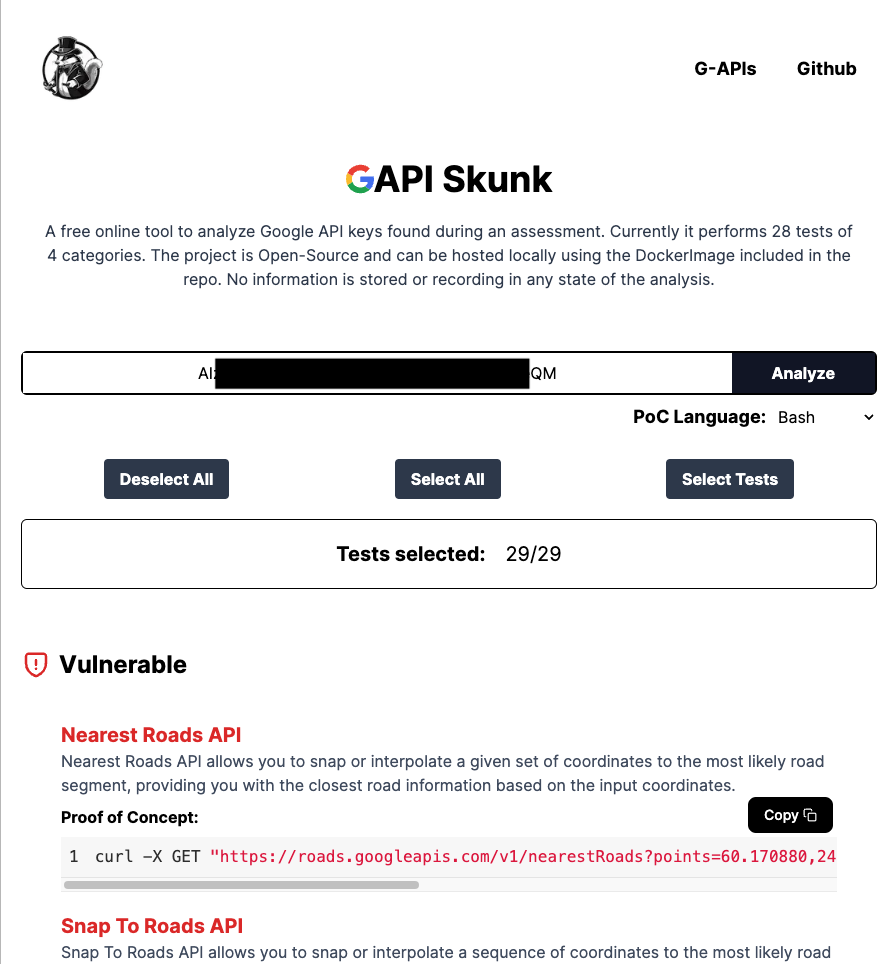 G-APIs Github
GAPI Skunk
A free online tool to analyze Google API keys found during an assessment. Currently it performs 28 tests of
4 categories. The project is Open-Source and can be hosted locally using the DockerImage included in the
repo. No information is stored or recording in any state of the analysis.
AI QM Analyze
PoC Language: Bash
Deselect All Select All Select Tests
Tests selected: 29/29
Vulnerable
Nearest Roads API
Nearest Roads API allows you to snap or interpolate a given set of coordinates to the most likely road
segment, providing you with the closest road information based on the input coordinates.
Proof of Concept: Copy
1 curl -X GET "https://roads.googleapis.com/v1/nearestRoads?points=60.170880,24
Snap To Roads API
Snap To Roads API allows you to snap or interpolate a sequence of coordinates to the most likely road